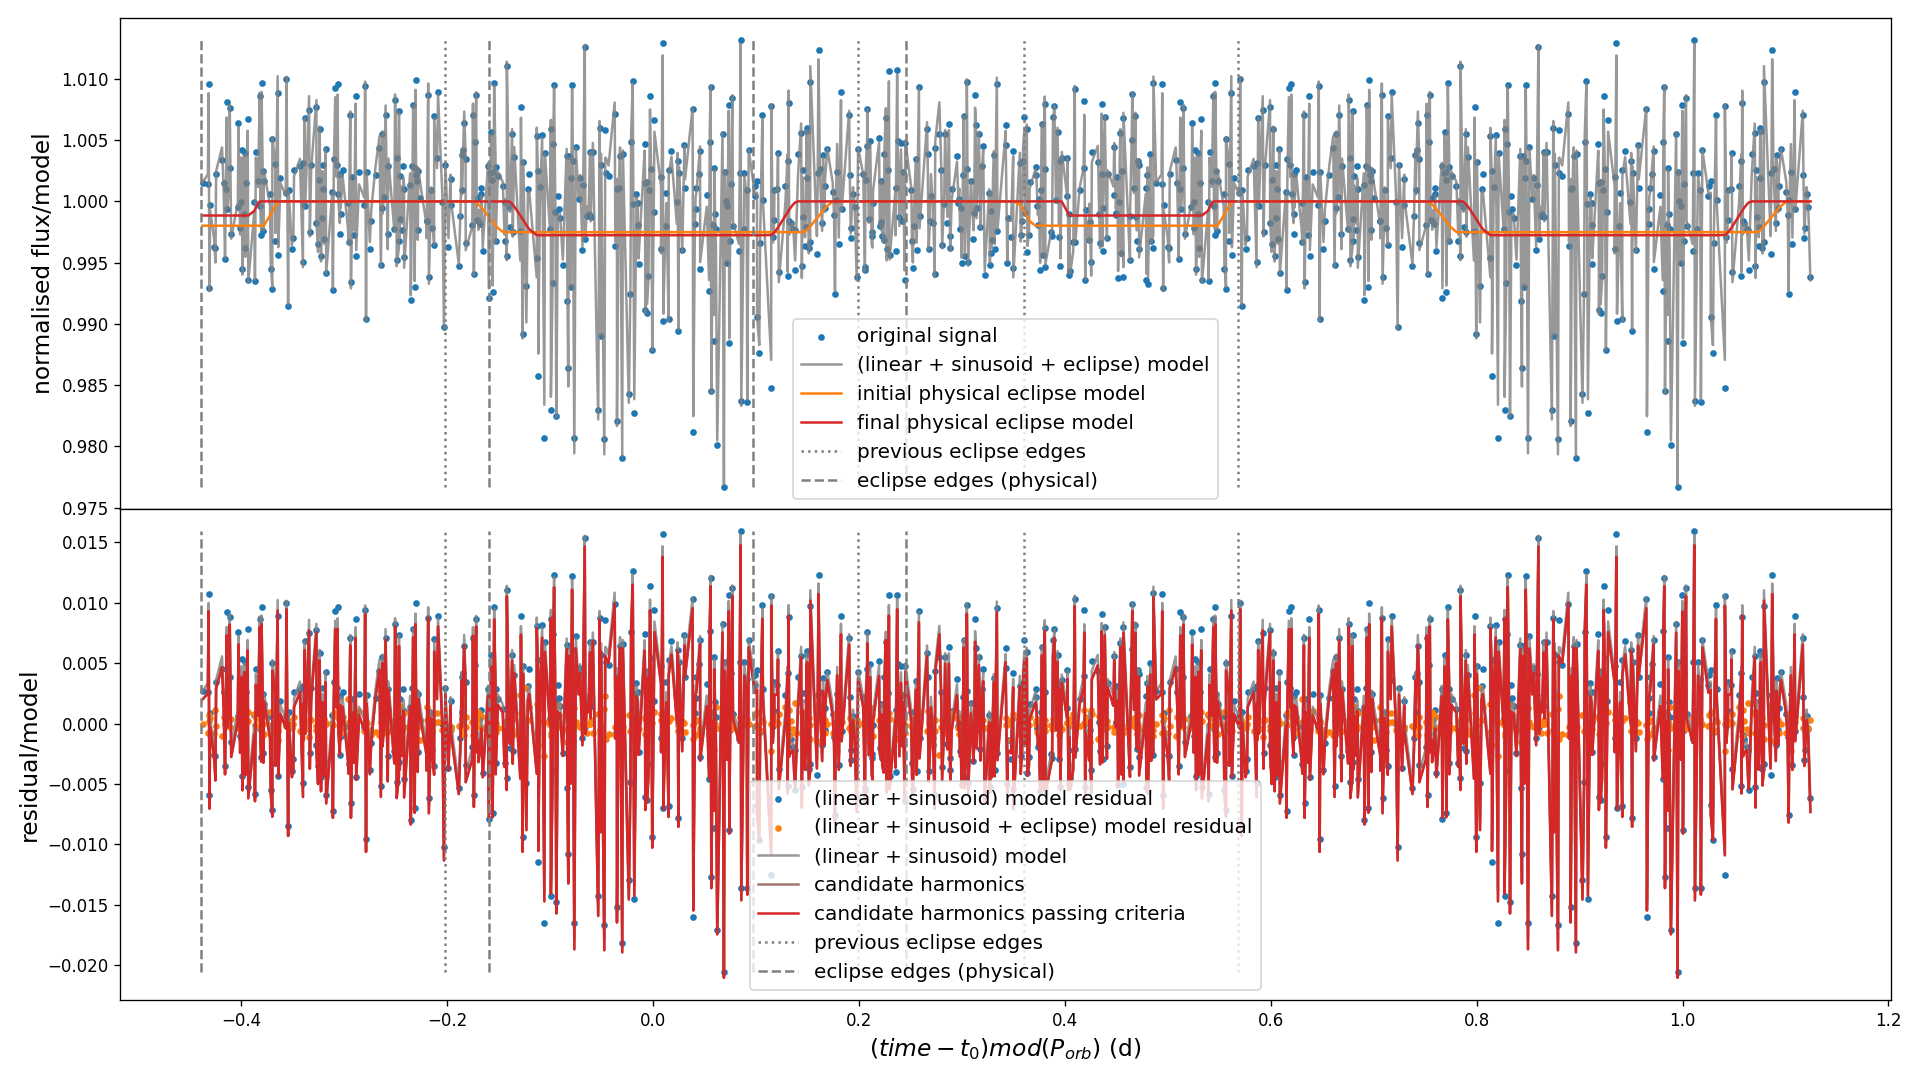 normalised flux/model
1.010
1.005
1.000
0.995
0.990
0.985
0.980
0.975
original signal
(linear + sinusoid + eclipse) model
initial physical eclipse model
final physical eclipse model
previous eclipse edges
eclipse edges (physical)
residual/model
0.015
0.010
0.005
0.000
−0.005
−0.010
−0.015
−0.020
(linear + sinusoid) model residual
(linear + sinusoid + eclipse) model residual
(linear + sinusoid) model
candidate harmonics
candidate harmonics passing criteria
previous eclipse edges
eclipse edges (physical)
−0.4 −0.2 0.0 0.2 0.4 0.6 0.8 1.0 1.2
(time − t₀)mod(P_orb) (d)